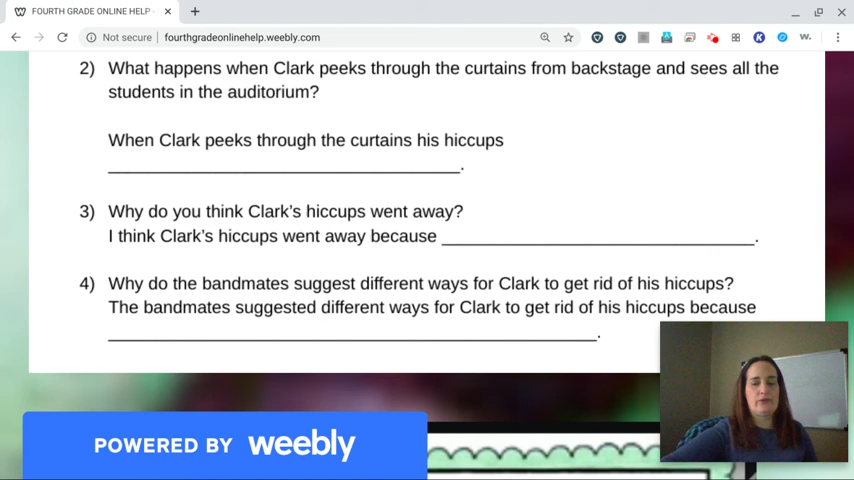 FOURTH GRADE ONLINE HELP
Not secure | fourthgradeonlinehelp.weebly.com
2) What happens when Clark peeks through the curtains from backstage and sees all the
students in the auditorium?
When Clark peeks through the curtains his hiccups
________________________________________.
3) Why do you think Clark's hiccups went away?
I think Clark's hiccups went away because ___________________________________.
4) Why do the bandmates suggest different ways for Clark to get rid of his hiccups?
The bandmates suggested different ways for Clark to get rid of his hiccups because
_______________________________________________________.
POWERED BY weebly